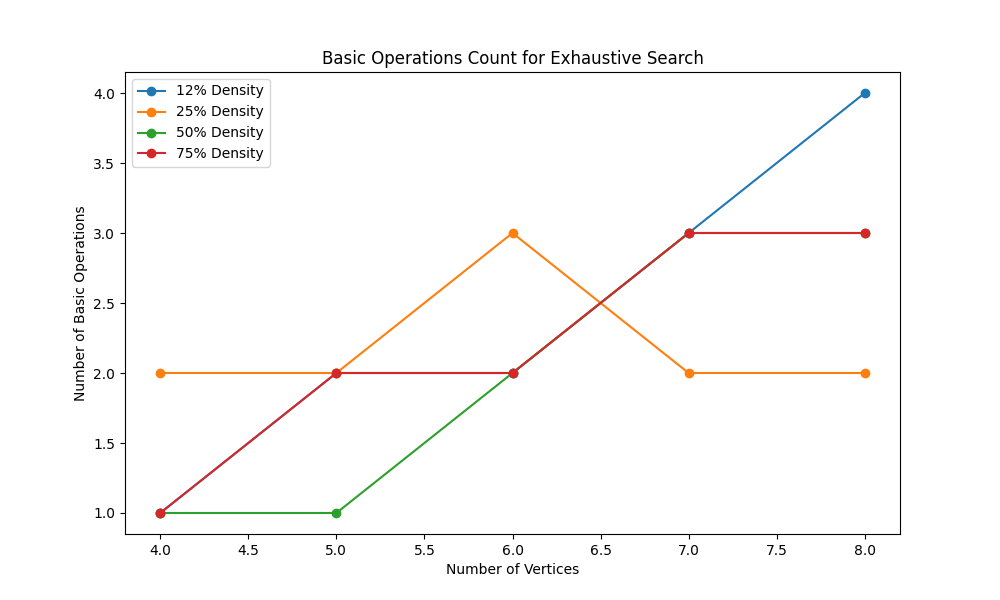 Basic Operations Count for Exhaustive Search
12% Density
25% Density
50% Density
75% Density
Number of Basic Operations
4.0
3.5
3.0
2.5
2.0
1.5
1.0
4.0 4.5 5.0 5.5 6.0 6.5 7.0 7.5 8.0
Number of Vertices